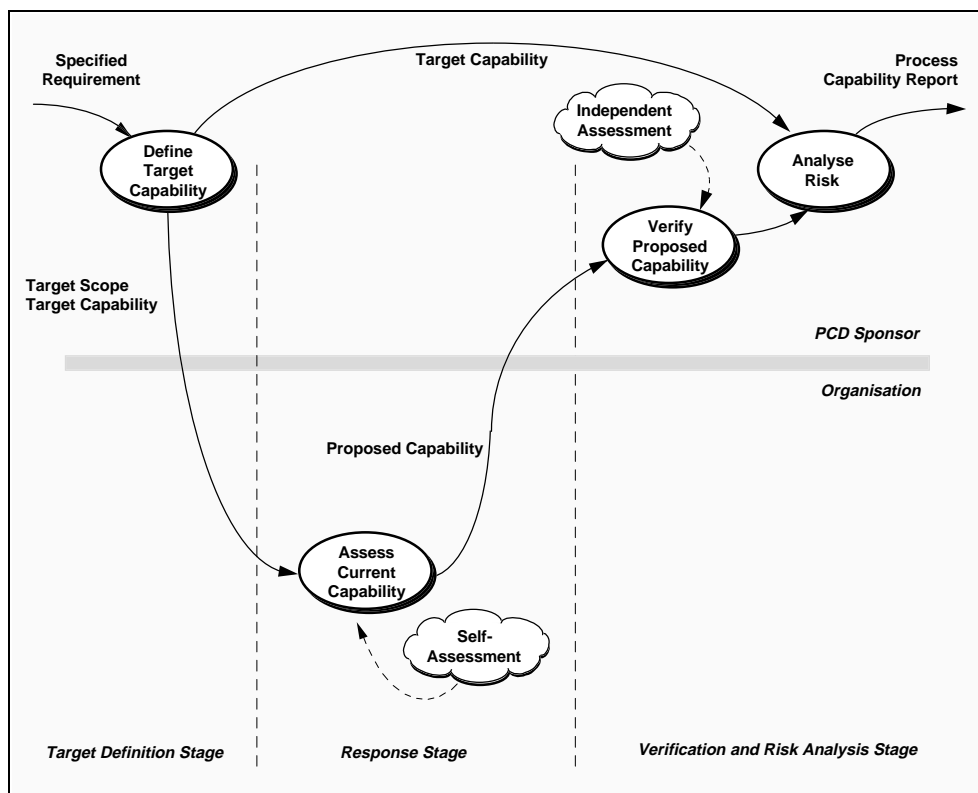 Specified
Requirement
Target Capability
Process
Capability Report
Independent
Assessment
Define
Target
Capability
Analyse
Risk
Verify
Proposed
Capability
Target Scope
Target Capability
PCD Sponsor
Organisation
Proposed Capability
Assess
Current
Capability
Self-
Assessment
Target Definition Stage
Response Stage
Verification and Risk Analysis Stage